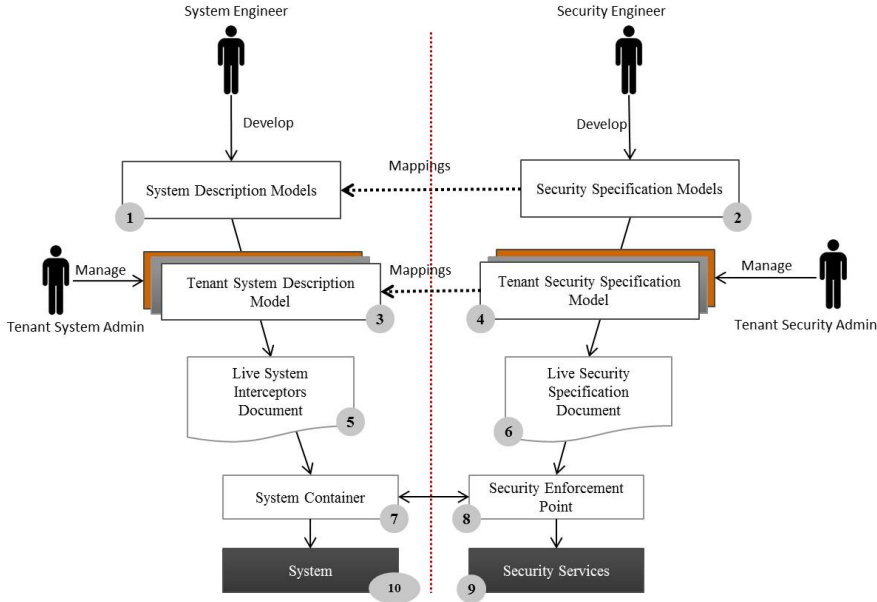 System Engineer
Security Engineer
Develop
Develop
Mappings
System Description Models
1
Security Specification Models
2
Manage
Tenant System Admin
Tenant System Description
Model
3
Mappings
Tenant Security Specification
Model
4
Manage
Tenant Security Admin
Live System
Interceptors
Document
5
Live Security
Specification
Document
6
System Container
7
Security Enforcement
Point
8
System
10
Security Services
9